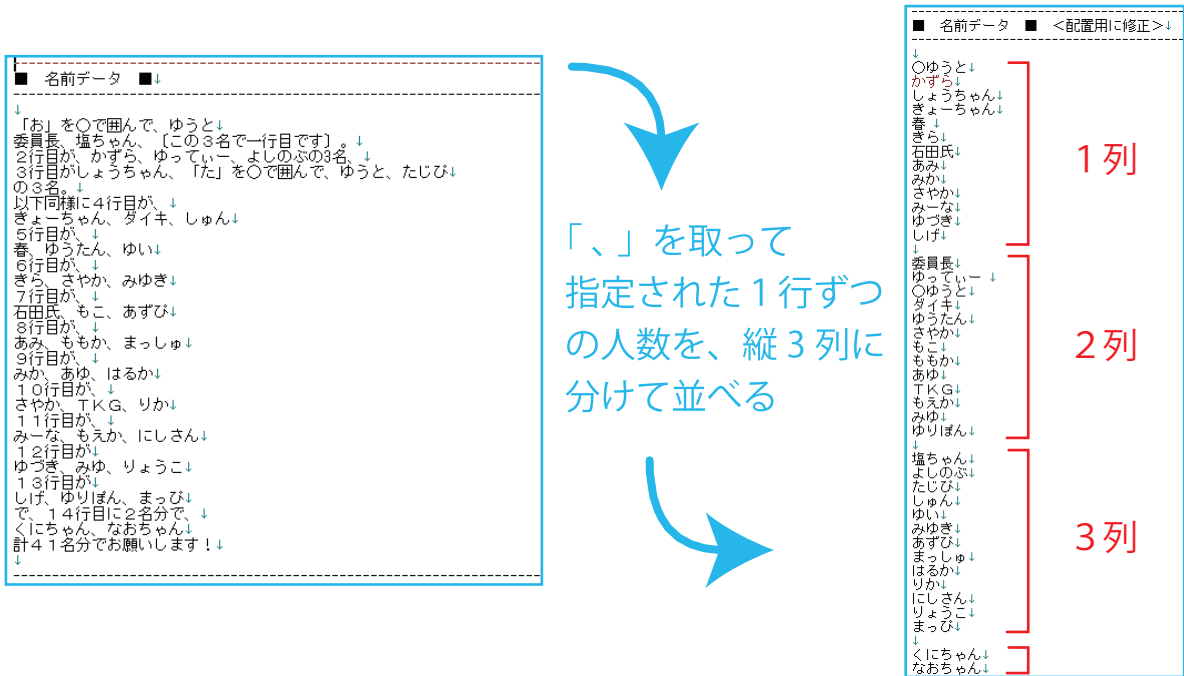 ■　名前データ　■↓
↓
「お」を〇で囲んで、ゆうと↓
委員長、塩ちゃん、〔この３名で一行目です〕。↓
２行目が、かずら、ゆってぃー、よしのぶの3名、↓
３行目がしょうちゃん、「た」を〇で囲んで、ゆうと、たじび↓
の３名。↓
以下同様に４行目が、↓
きょーちゃん、ダイキ、しゅん↓
５行目が、↓
春、ゆうたん、ゆい↓
６行目が、↓
きら、さやか、みゆき↓
７行目が、↓
石田氏、もこ、あずび↓
８行目が、↓
あみ、ももか、まっしゅ↓
９行目が、↓
みか、あゆ、はるか↓
１０行目が、↓
さやか、ＴＫＧ、りか↓
１１行目が、↓
みーな、もえか、にしさん↓
１２行目が↓
ゆづき、みゆ、りょうこ↓
１３行目が↓
しげ、ゆりぽん、まっぴ↓
で、１４行目に２名分で、↓
くにちゃん、なおちゃん↓
計４１名分でお願いします！↓
↓
「、」を取って
指定された１行ずつ
の人数を、縦３列に
分けて並べる
■　名前データ　■　＜配置用に修正＞↓
↓
〇ゆうと↓
かずら↓
しょうちゃん↓
きょーちゃん↓
春 ↓
きら↓
石田氏↓
あみ↓
みか↓
さやか↓
みーな↓
ゆづき↓
しげ↓
１列
↓
委員長↓
ゆってぃー ↓
〇ゆうと↓
ダイキ↓
ゆうたん↓
さやか↓
もこ↓
ももか↓
あゆ↓
ＴＫＧ↓
もえか↓
みゆ↓
ゆりぽん↓
２列
↓
塩ちゃん↓
よしのぶ↓
たじび↓
しゅん↓
ゆい↓
みゆき↓
あずび↓
まっしゅ↓
はるか↓
りか↓
にしさん↓
りょうこ↓
まっぴ↓
３列
↓
くにちゃん↓
なおちゃん↓